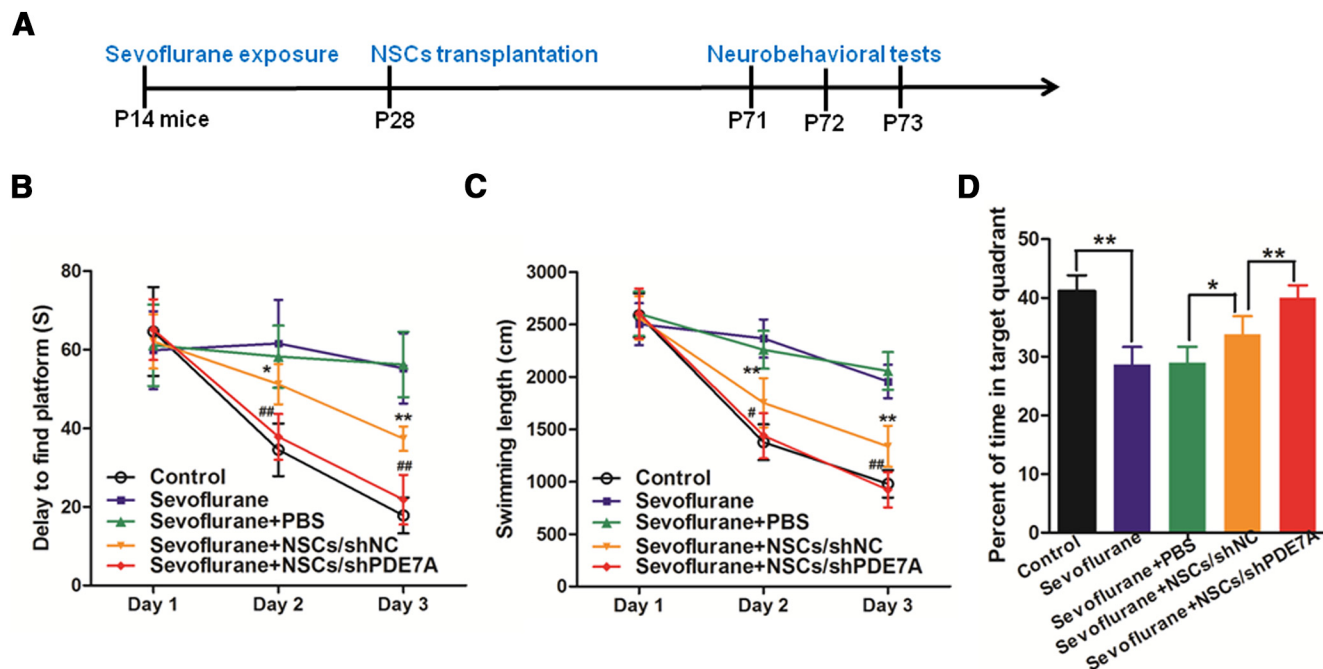 A
Sevoflurane exposure NSCs transplantation Neurobehavioral tests
P14 mice P28 P71 P72 P73
B
Delay to find platform (S)
80
60
40
20
0
* ** ## ##
Control
Sevoflurane
Sevoflurane+PBS
Sevoflurane+NSCs/shNC
Sevoflurane+NSCs/shPDE7A
Day 1 Day 2 Day 3
C
Swimming length (cm)
3000
2500
2000
1500
1000
500
0
** ** # ##
Control
Sevoflurane
Sevoflurane+PBS
Sevoflurane+NSCs/shNC
Sevoflurane+NSCs/shPDE7A
Day 1 Day 2 Day 3
D
Percent of time in target quadrant
50
40
30
20
40
0
** * **
Control
Sevoflurane
Sevoflurane+PBS
Sevoflurane+NSCs/shNC
Sevoflurane+NSCs/shPDE7A